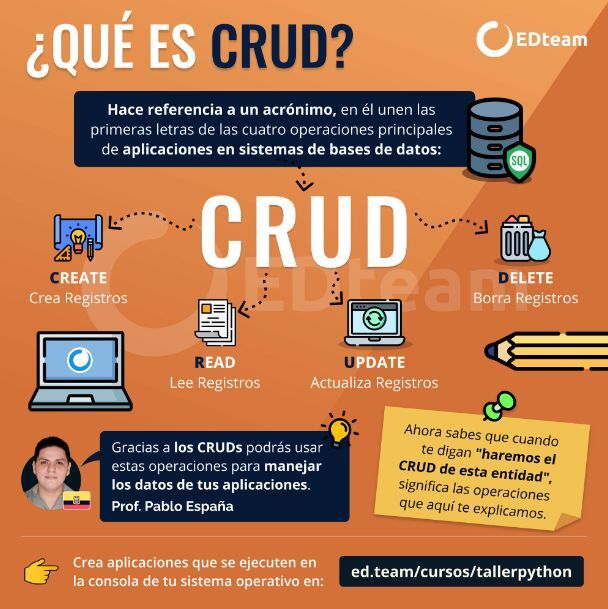 ¿QUÉ ES CRUD?
EDteam
Hace referencia a un acrónimo, en él unen las
primeras letras de las cuatro operaciones principales
de aplicaciones en sistemas de bases de datos:
SQL
CRUD
EDteam
CREATE
Crea Registros
DELETE
Borra Registros
READ
Lee Registros
UPDATE
Actualiza Registros
Gracias a los CRUDs podrás usar
estas operaciones para manejar
los datos de tus aplicaciones.
Prof. Pablo España
Ahora sabes que cuando
te digan "haremos el
CRUD de esta entidad",
significa las operaciones
que aquí te explicamos.
Crea aplicaciones que se ejecuten en
la consola de tu sistema operativo en:
ed.team/cursos/tallerpython